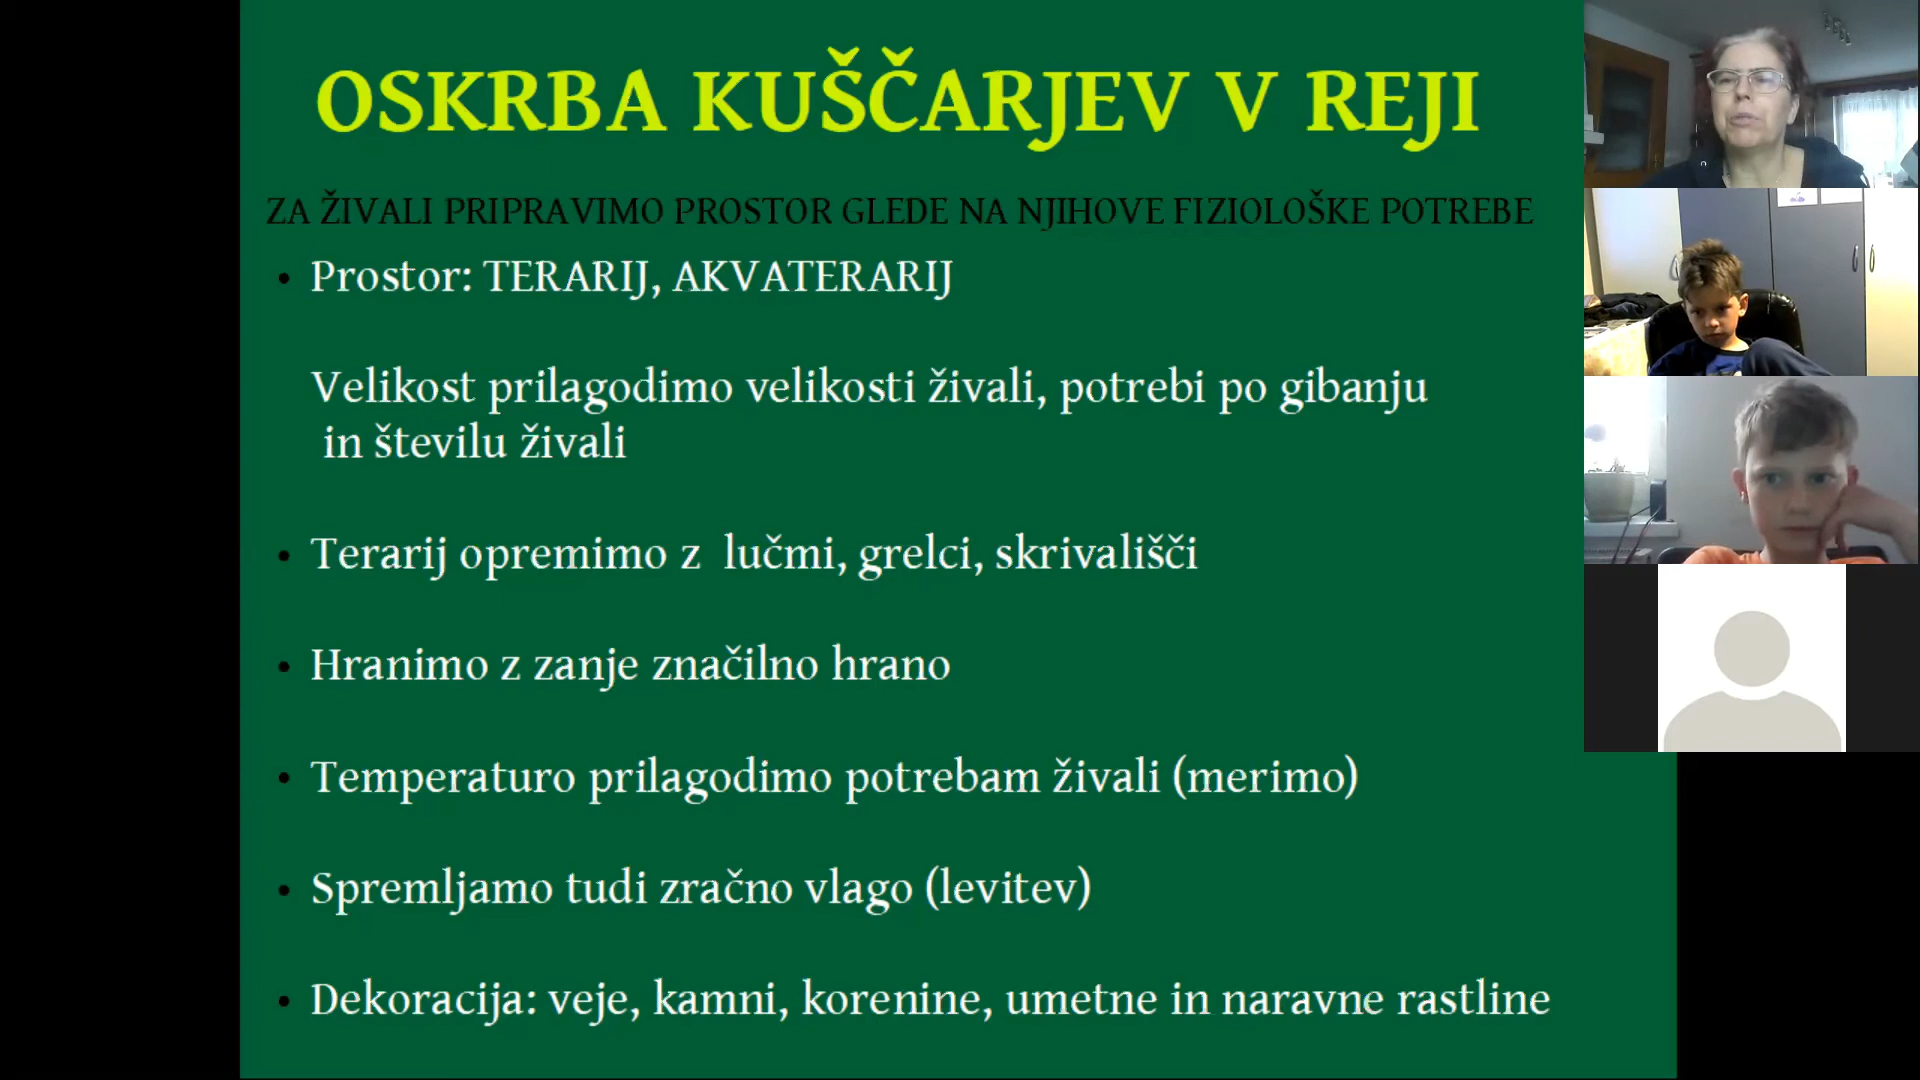 OSKRBA KUŠČARJEV V REJI
ZA ŽIVALI PRIPRAVIMO PROSTOR GLEDE NA NJIHOVE FIZIOLOŠKE POTREBE
• Prostor: TERARIJ, AKVATERARIJ
Velikost prilagodimo velikosti živali, potrebi po gibanju
in številu živali
• Terarij opremimo z lučmi, grelci, skrivališči
• Hranimo z zanje značilno hrano
• Temperaturo prilagodimo potrebam živali (merimo)
• Spremljamo tudi zračno vlago (levitev)
• Dekoracija: veje, kamni, korenine, umetne in naravne rastline